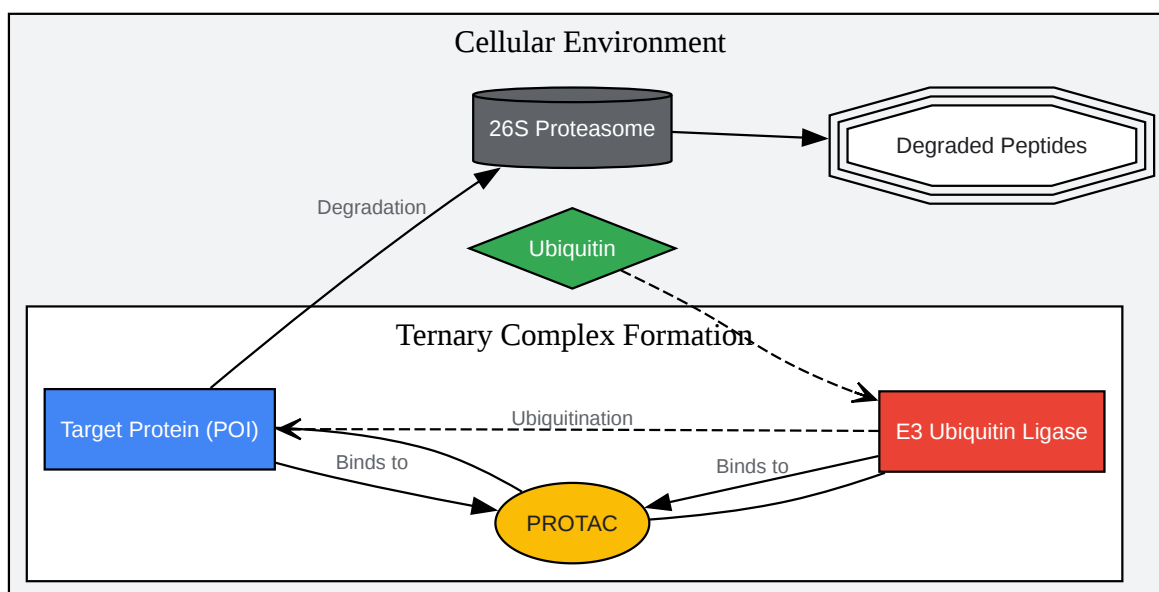 Cellular Environment
26S Proteasome
Degraded Peptides
Degradation
Ubiquitin
Ternary Complex Formation
Target Protein (POI)
Ubiquitination
E3 Ubiquitin Ligase
Binds to
Binds to
PROTAC